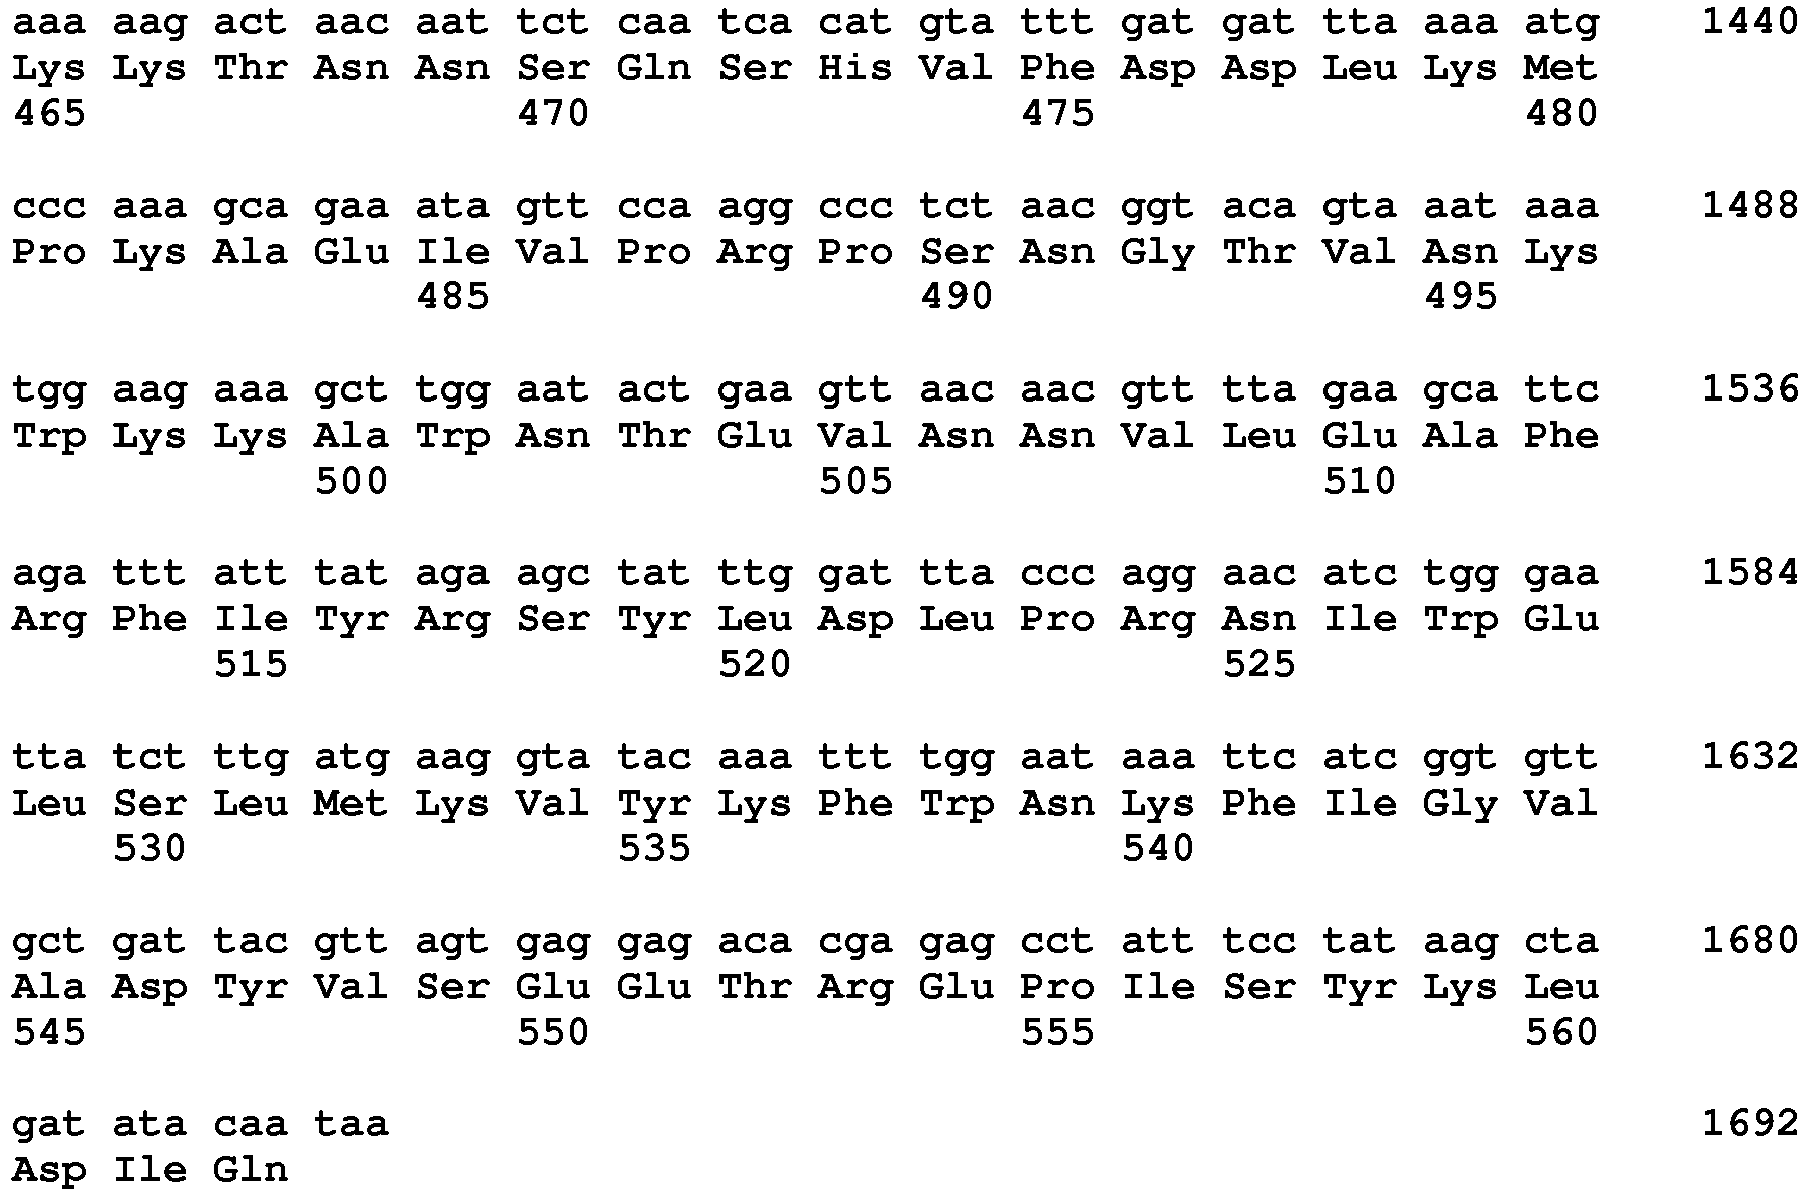 aaa aag act aac aat tct caa tca cat gta ttt gat gat tta aaa atg 1440
Lys Lys Thr Asn Asn Ser Gln Ser His Val Phe Asp Asp Leu Lys Met
465 470 475 480
ccc aaa gca gaa ata gtt cca agg ccc tct aac ggt aca gta aat aaa 1488
Pro Lys Ala Glu Ile Val Pro Arg Pro Ser Asn Gly Thr Val Asn Lys
485 490 495
tgg aag aaa gct tgg aat act gaa gtt aac aac gtt tta gaa gca ttc 1536
Trp Lys Lys Ala Trp Asn Thr Glu Val Asn Asn Val Leu Glu Ala Phe
500 505 510
aga ttt att tat aga agc tat ttg gat tta ccc agg aac atc tgg gaa 1584
Arg Phe Ile Tyr Arg Ser Tyr Leu Asp Leu Pro Arg Asn Ile Trp Glu
515 520 525
tta tct ttg atg aag gta tac aaa ttt tgg aat aaa ttc atc ggt gtt 1632
Leu Ser Leu Met Lys Val Tyr Lys Phe Trp Asn Lys Phe Ile Gly Val
530 535 540
gct gat tac gtt agt gag gag aca cga gag cct att tcc tat aag cta 1680
Ala Asp Tyr Val Ser Glu Glu Thr Arg Glu Pro Ile Ser Tyr Lys Leu
545 550 555 560
gat ata caa taa 1692
Asp Ile Gln